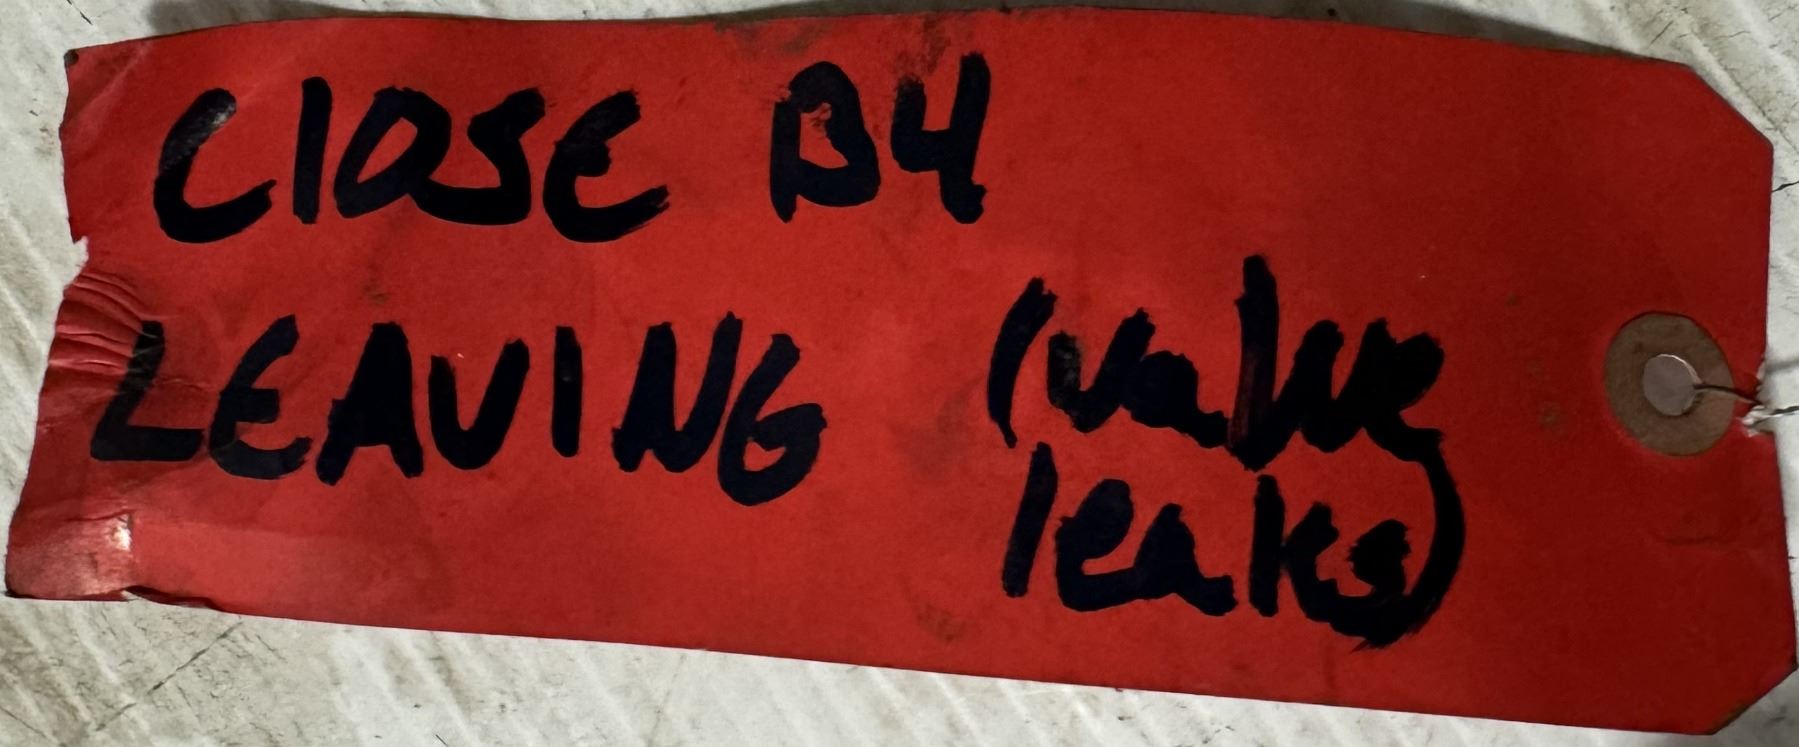 CLOSE B4
LEAVING (valve
leaks)